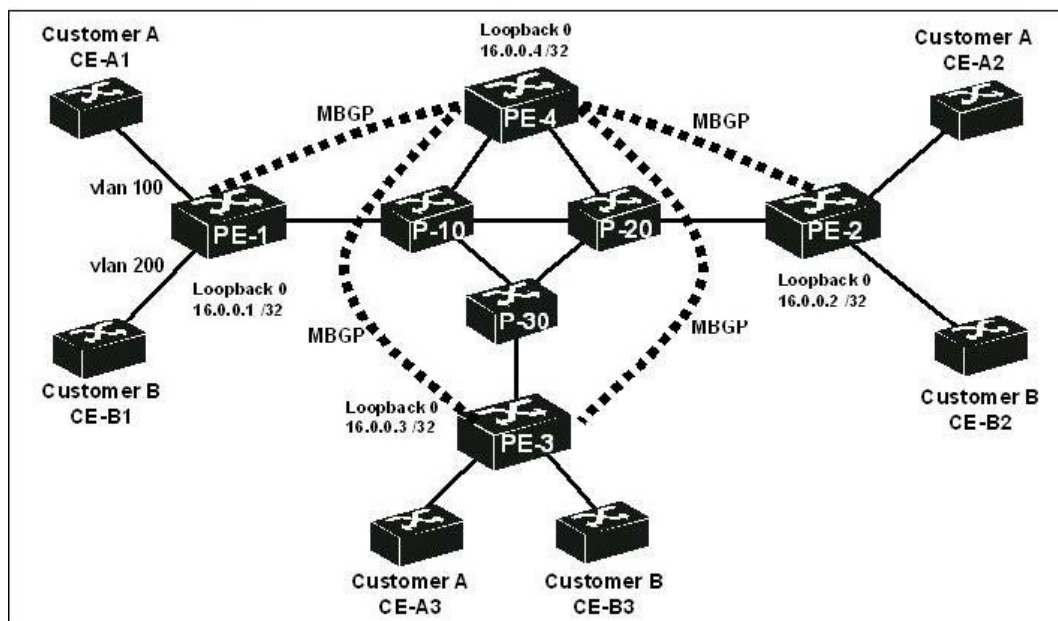 Customer A
CE-A1
Loopback 0
16.0.0.4 /32
Customer A
CE-A2
MBGP
PE-4
MBGP
vlan 100
PE-1
P-10
P-20
PE-2
vlan 200
Loopback 0
16.0.0.1 /32
Loopback 0
16.0.0.2 /32
P-30
MBGP
MBGP
Customer B
CE-B1
Customer B
CE-B2
Loopback 0
16.0.0.3 /32
PE-3
Customer A
CE-A3
Customer B
CE-B3